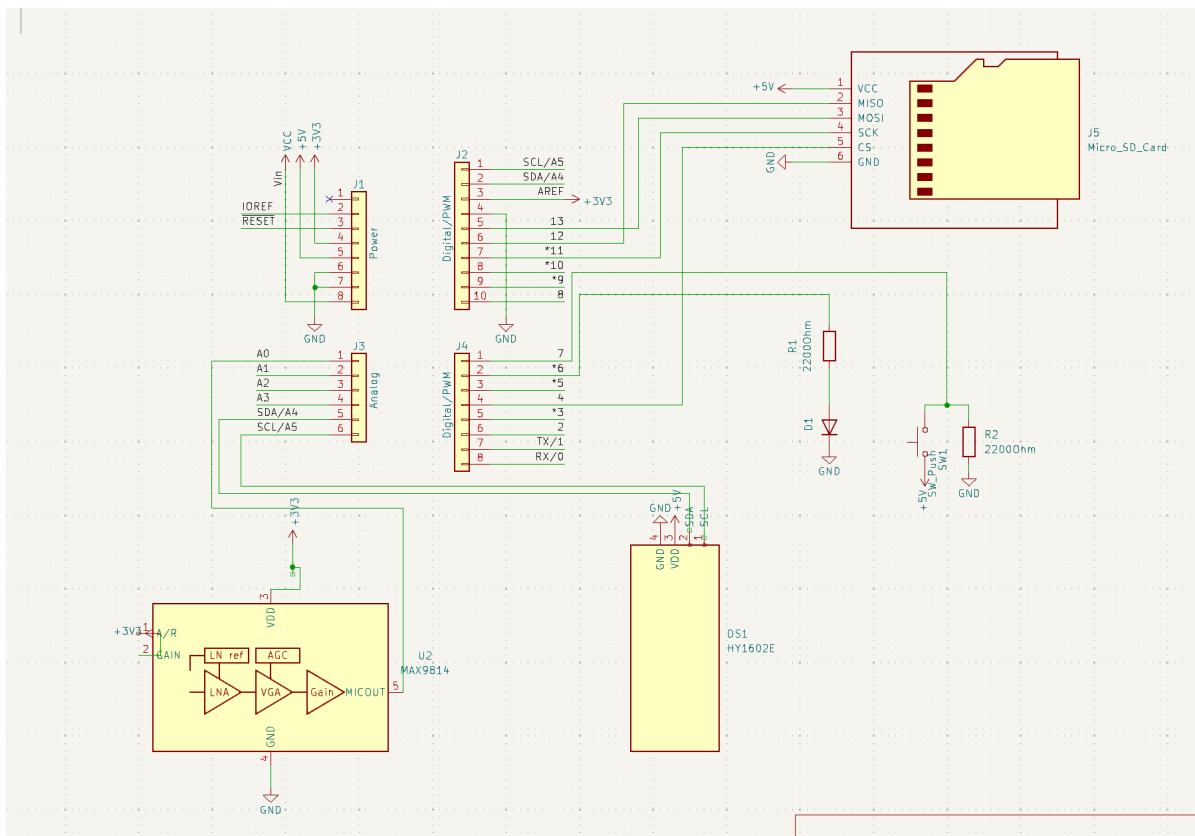 VCC
+5V
+3V3
Vin
J1
1
IOREF
2
RESET
3
4
5
6
7
8
Power
GND
J2
Digital/PWM
1
SCL/A5
2
SDA/A4
3
AREF
+3V3
4
5
13
6
12
7
*11
8
*10
9
*9
10
8
GND
+5V
1
VCC
2
MISO
3
MOSI
4
SCK
5
CS
GND
6
GND
J5
Micro_SD_Card
J3
A0
1
A1
2
A2
3
A3
4
SDA/A4
5
SCL/A5
6
Analog
J4
Digital/PWM
1
7
2
*6
3
*5
4
4
5
*3
6
2
7
TX/1
8
RX/0
R1
220Ohm
D1
GND
SW_Push
SW1
+5V
R2
220Ohm
GND
+3V3
3
VDD
+3V3
1
A/R
2
GAIN
LN ref
AGC
LNA
VGA
Gain
MICOUT
5
U2
MAX9814
GND
4
GND
GND
+5V
SDA
SCL
4
3
2
1
GND
VDD
DS1
HY1602E